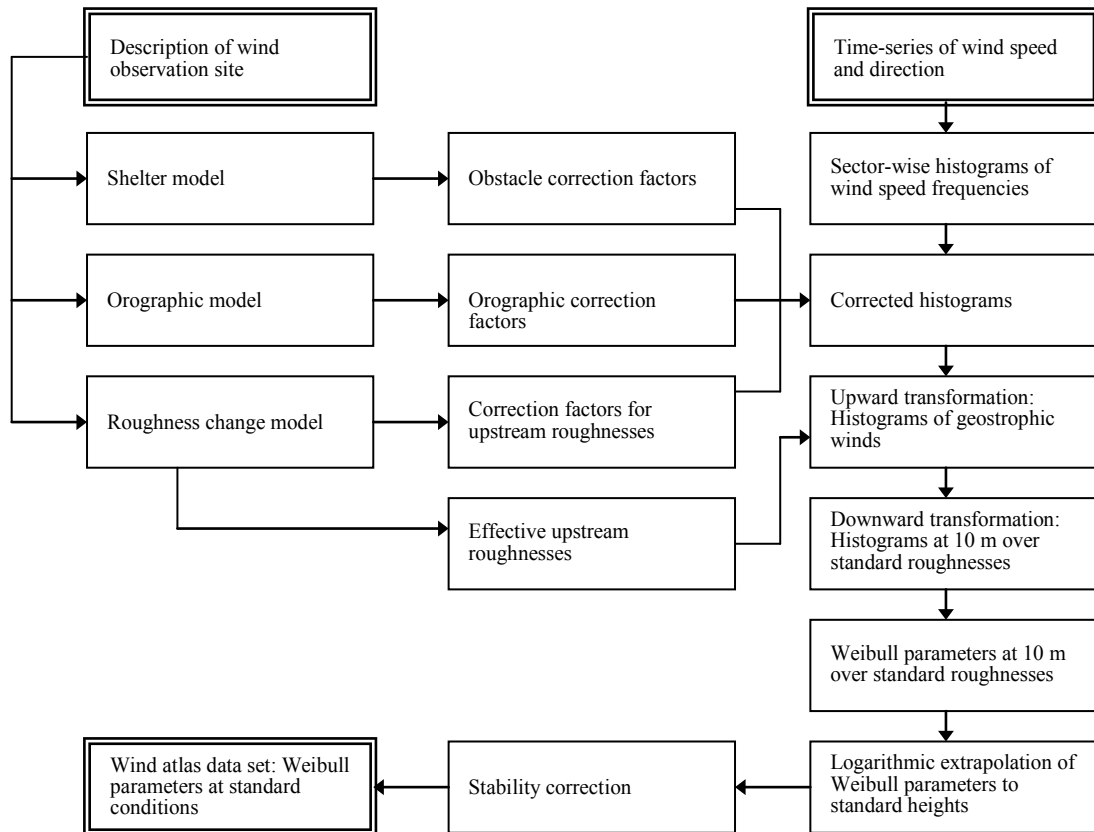 Description of wind
observation site
Time-series of wind speed
and direction
Shelter model
Obstacle correction factors
Sector-wise histograms of
wind speed frequencies
Orographic model
Orographic correction
factors
Corrected histograms
Roughness change model
Correction factors for
upstream roughnesses
Upward transformation:
Histograms of geostrophic
winds
Effective upstream
roughnesses
Downward transformation:
Histograms at 10 m over
standard roughnesses
Weibull parameters at 10 m
over standard roughnesses
Wind atlas data set: Weibull
parameters at standard
conditions
Stability correction
Logarithmic extrapolation of
Weibull parameters to
standard heights